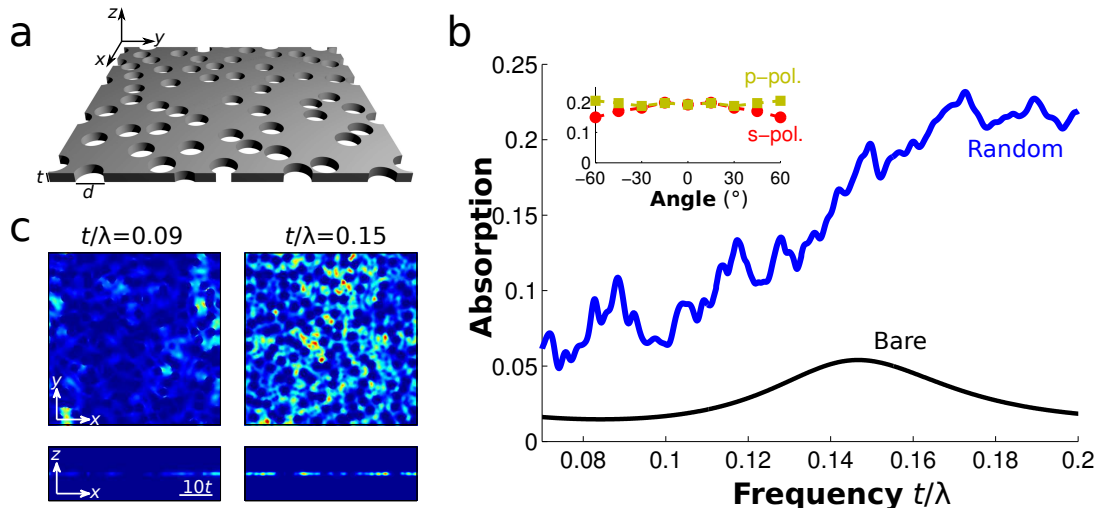 a
z
y
x
t
d
b
Absorption
0.25
0.2
0.15
0.1
0.05
0
0.08
0.1
0.12
0.14
0.16
0.18
0.2
Frequency t/λ
Random
Bare
p-pol.
s-pol.
0.2
0.1
0
−60
−30
0
30
60
Angle (°)
c
t/λ=0.09
t/λ=0.15
y
x
z
x
10t